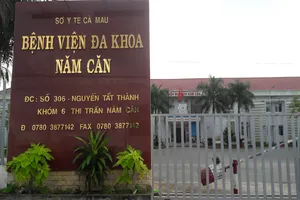 SỞ Y TẾ CÀ MAU
BỆNH VIỆN ĐA KHOA
NĂM CĂN
ĐC: SỐ 306 - NGUYỄN TẤT THÀNH
KHÓM 6 THỊ TRẤN NĂM CĂN
Đ 0780 3877142 FAX 0780 3877142